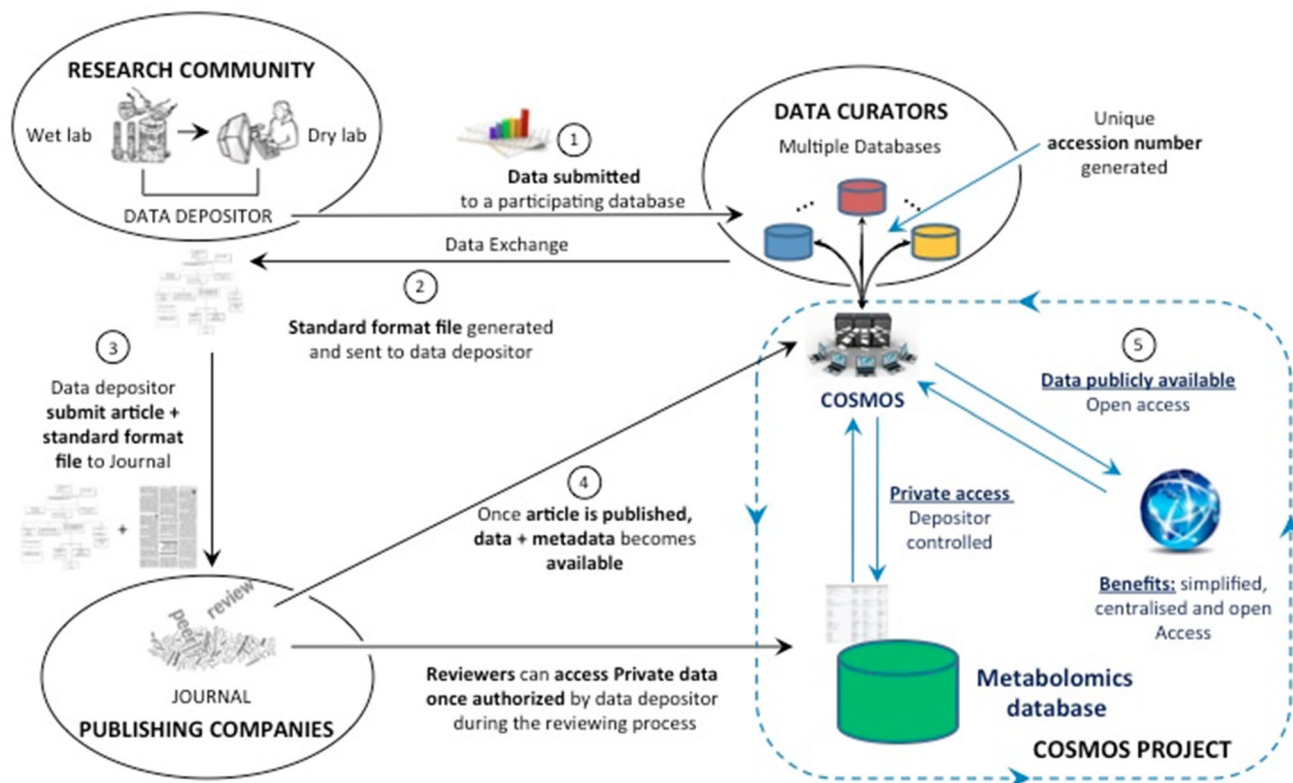 RESEARCH COMMUNITY
Wet lab
Dry lab
DATA DEPOSITOR
1
Data submitted
to a participating database
DATA CURATORS
Multiple Databases
...
...
Unique
accession number
generated
Data Exchange
2
Standard format file generated
and sent to data depositor
3
Data depositor
submit article +
standard format
file to Journal
+
4
Once article is published,
data + metadata becomes
available
COSMOS
5
Data publicly available
Open access
Private access
Depositor
controlled
Benefits: simplified,
centralised and open
Access
peer review
JOURNAL
PUBLISHING COMPANIES
Reviewers can access Private data
once authorized by data depositor
during the reviewing process
Metabolomics
database
COSMOS PROJECT